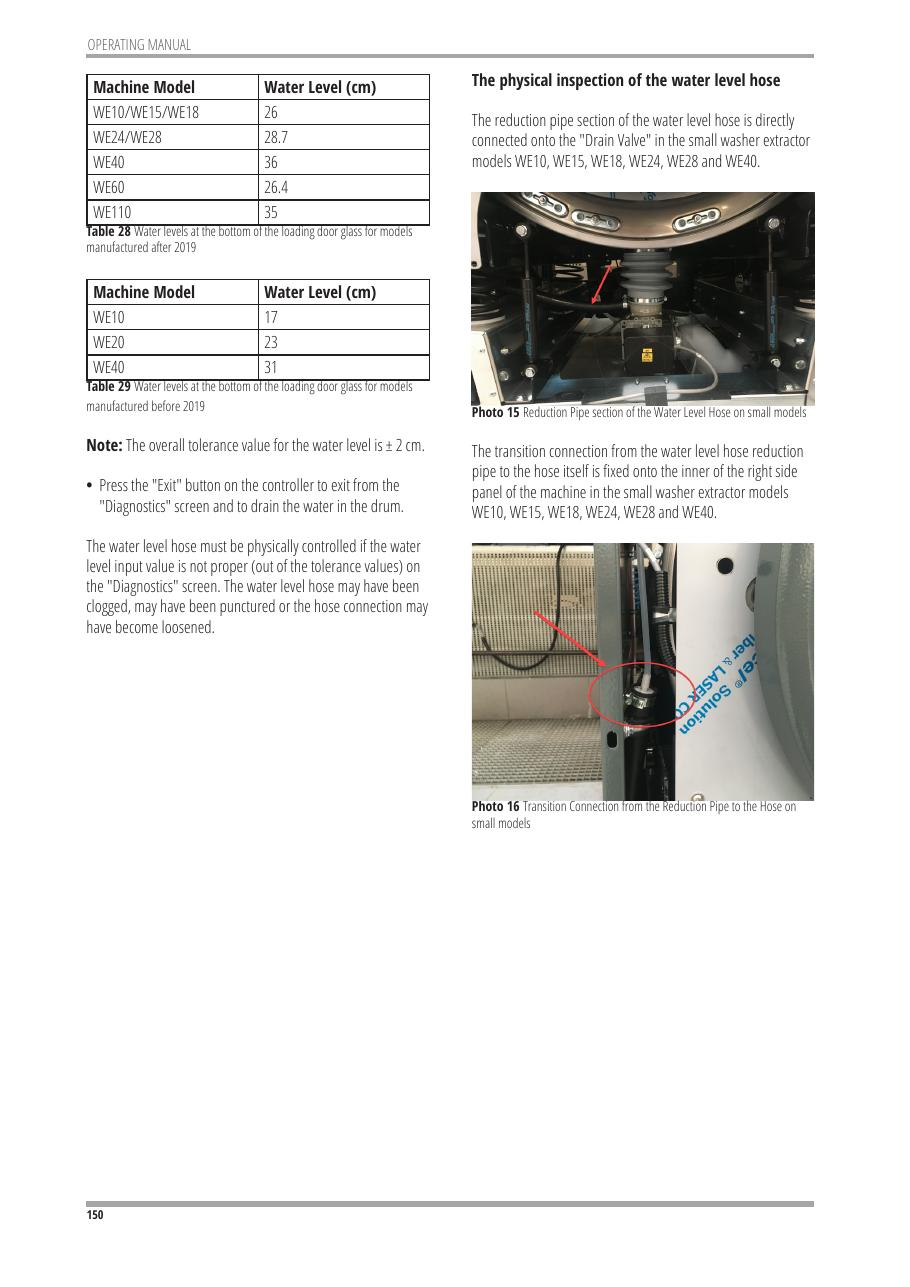 OPERATING MANUAL
Machine Model Water Level (cm)
WE10/WE15/WE18 26
WE24/WE28 28.7
WE40 36
WE60 26.4
WE110 35
Table 28 Water levels at the bottom of the loading door glass for models
manufactured after 2019
Machine Model Water Level (cm)
WE10 17
WE20 23
WE40 31
Table 29 Water levels at the bottom of the loading door glass for models
manufactured before 2019
Note: The overall tolerance value for the water level is ± 2 cm.
• Press the "Exit" button on the controller to exit from the
"Diagnostics" screen and to drain the water in the drum.
The water level hose must be physically controlled if the water
level input value is not proper (out of the tolerance values) on
the "Diagnostics" screen. The water level hose may have been
clogged, may have been punctured or the hose connection may
have become loosened.
The physical inspection of the water level hose
The reduction pipe section of the water level hose is directly
connected onto the "Drain Valve" in the small washer extractor
models WE10, WE15, WE18, WE24, WE28 and WE40.
Photo 15 Reduction Pipe section of the Water Level Hose on small models
The transition connection from the water level hose reduction
pipe to the hose itself is fixed onto the inner of the right side
panel of the machine in the small washer extractor models
WE10, WE15, WE18, WE24, WE28 and WE40.
iber & LASER CO
Solution
Photo 16 Transition Connection from the Reduction Pipe to the Hose on
small models
150